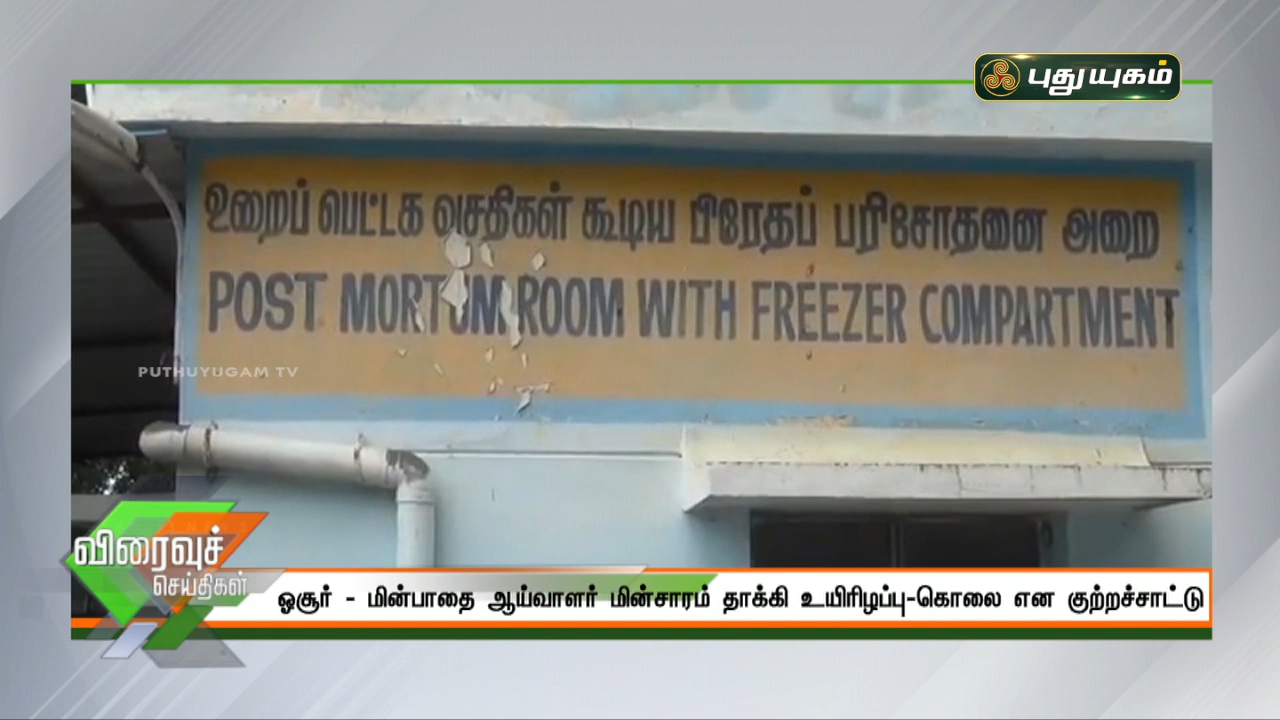 புதுயுகம்
உறைப் பெட்டக வசதிகள் கூடிய பிரேதப் பரிசோதனை அறை
POST MORTUM ROOM WITH FREEZER COMPARTMENT
PUTHUYUGAM TV
விரைவுச்
செய்திகள்
ஓசூர் - மின்பாதை ஆய்வாளர் மின்சாரம் தாக்கி உயிரிழப்பு-கொலை என குற்றச்சாட்டு